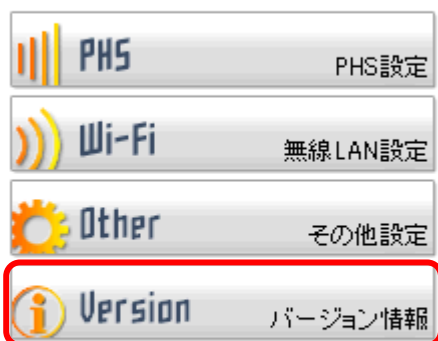 PHS
PHS設定
Wi-Fi
無線LAN設定
Other
その他設定
Version
バージョン情報